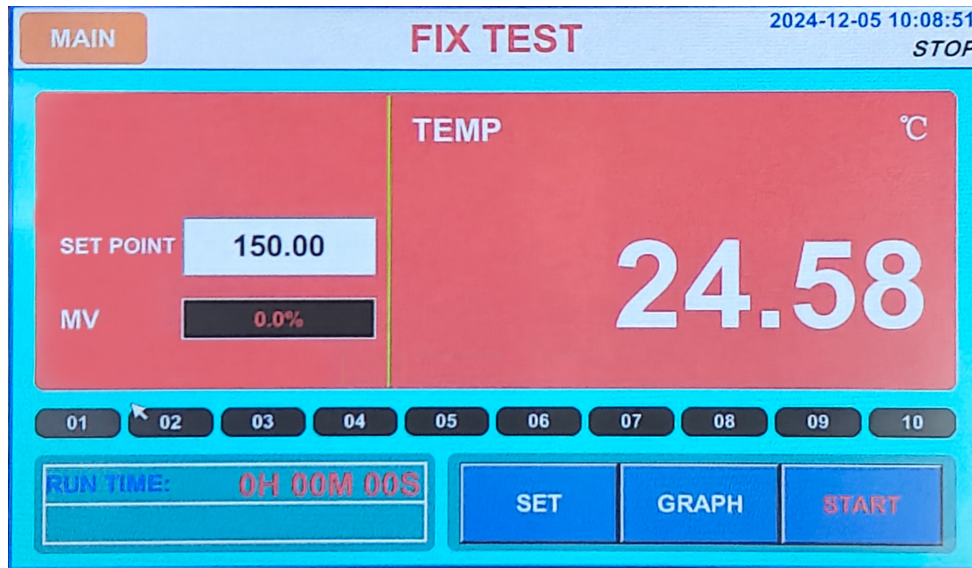 MAIN
FIX TEST
2024-12-05 10:08:51
STOP
TEMP
℃
SET POINT
150.00
24.58
MV
0.0%
01 02 03 04 05 06 07 08 09 10
RUN TIME: 0H 00M 00S
SET GRAPH START